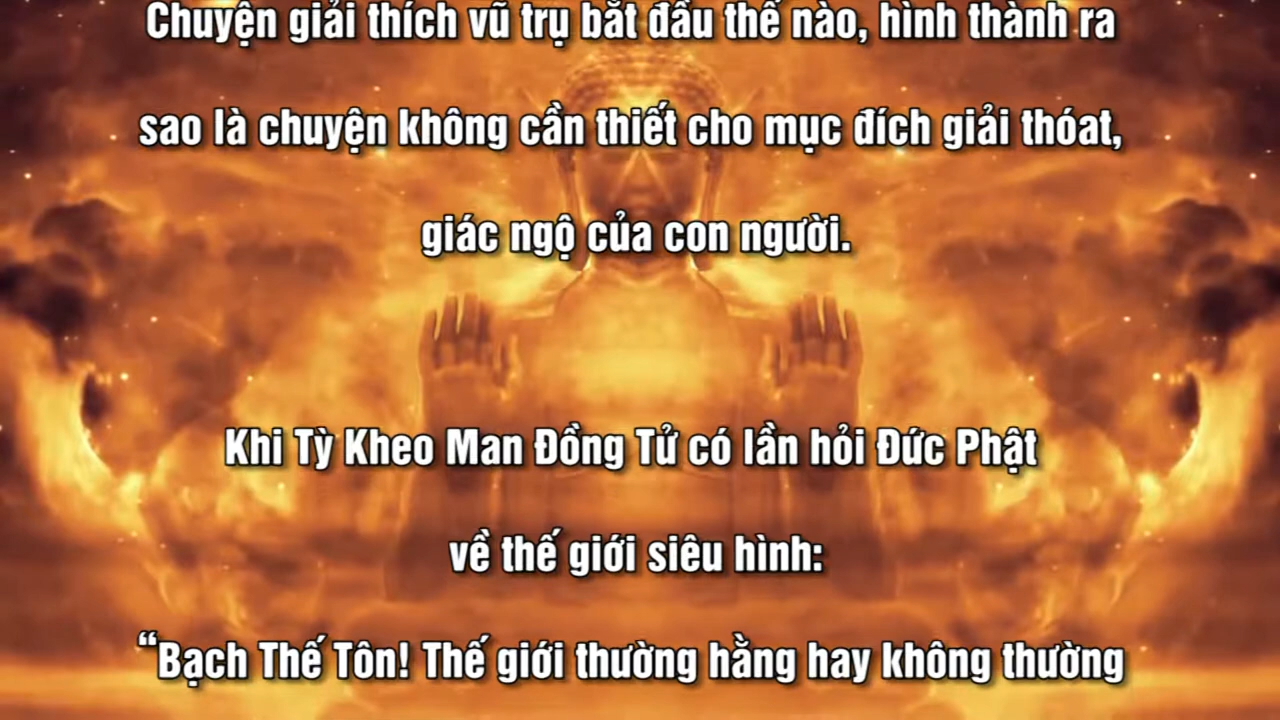 Chuyện giải thích vũ trụ bắt đầu thế nào, hình thành ra
sao là chuyện không cần thiết cho mục đích giải thóat,
giác ngộ của con người.
Khi Tỳ Kheo Man Đồng Tử có lần hỏi Đức Phật
về thế giới siêu hình:
“Bạch Thế Tôn! Thế giới thường hằng hay không thường